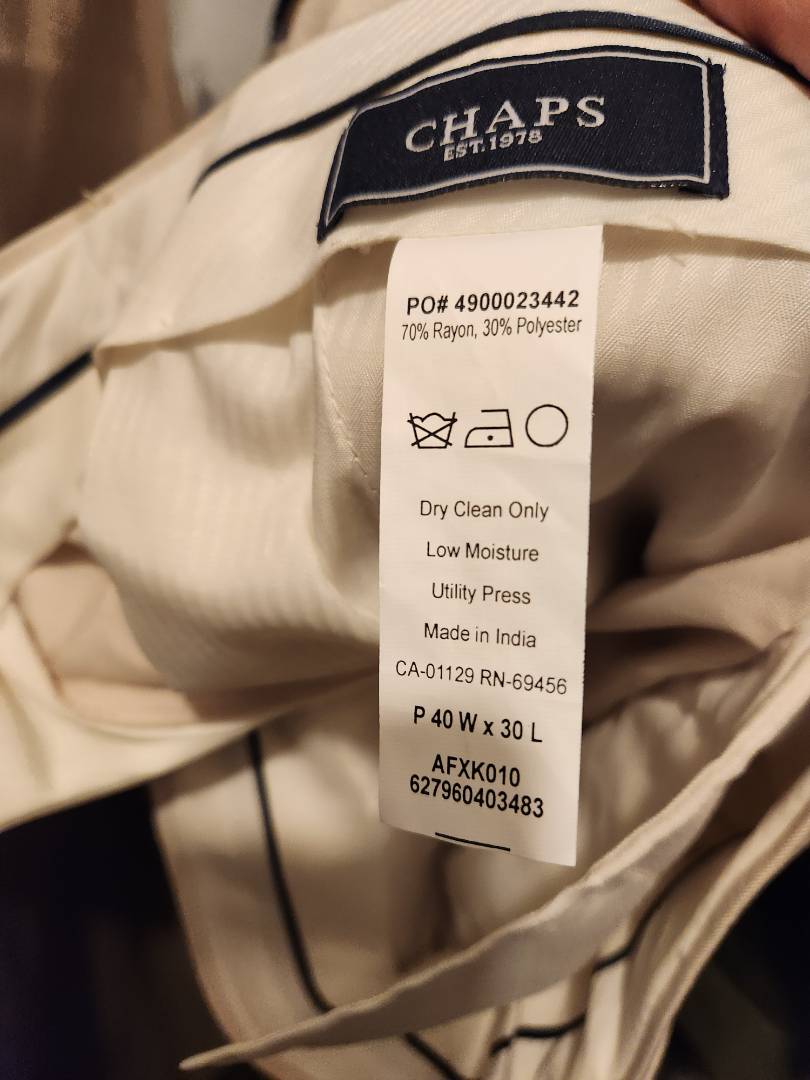 CHAPS
EST. 1978
PO# 4900023442
70% Rayon, 30% Polyester
Dry Clean Only
Low Moisture
Utility Press
Made in India
CA-01129 RN-69456
P 40 W x 30 L
AFXK010
627960403483